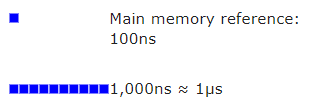 Main memory reference:
100ns
1,000ns ≈ 1µs